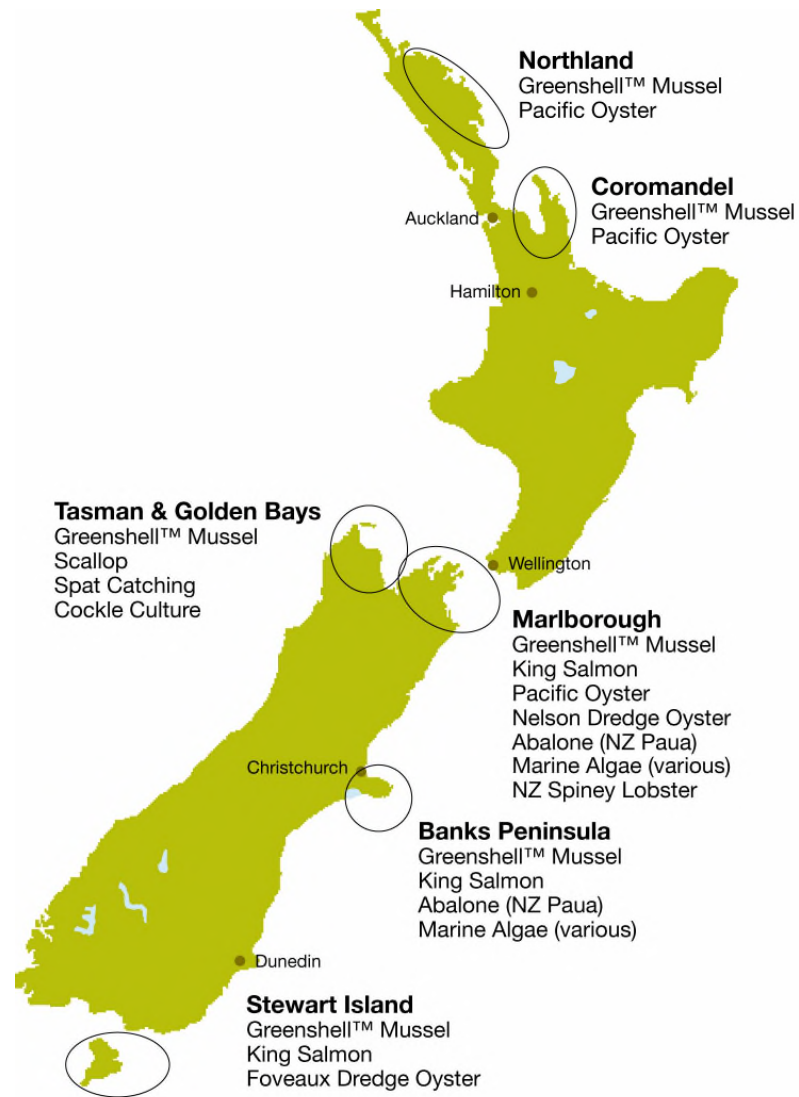 Northland
Greenshell™ Mussel
Pacific Oyster
Coromandel
Greenshell™ Mussel
Pacific Oyster
Auckland
Hamilton
Tasman & Golden Bays
Greenshell™ Mussel
Scallop
Spat Catching
Cockle Culture
Wellington
Marlborough
Greenshell™ Mussel
King Salmon
Pacific Oyster
Nelson Dredge Oyster
Abalone (NZ Paua)
Marine Algae (various)
NZ Spiney Lobster
Christchurch
Banks Peninsula
Greenshell™ Mussel
King Salmon
Abalone (NZ Paua)
Marine Algae (various)
Dunedin
Stewart Island
Greenshell™ Mussel
King Salmon
Foveaux Dredge Oyster